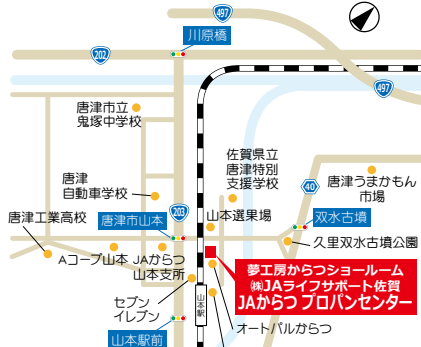 497
川原橋
202
497
唐津市立
鬼塚中学校
佐賀県立
唐津特別
支援学校
唐津
自動車学校
40
唐津うまかもん
市場
唐津工業高校
唐津市山本
203
山本選果場
双水古墳
Aコープ山本
JAからつ
山本支所
久里双水古墳公園
夢工房からつショールーム
㈱JAライフサポート佐賀
JAからつ プロパンセンター
セブン
イレブン
山本駅
オートパルからつ
山本駅前